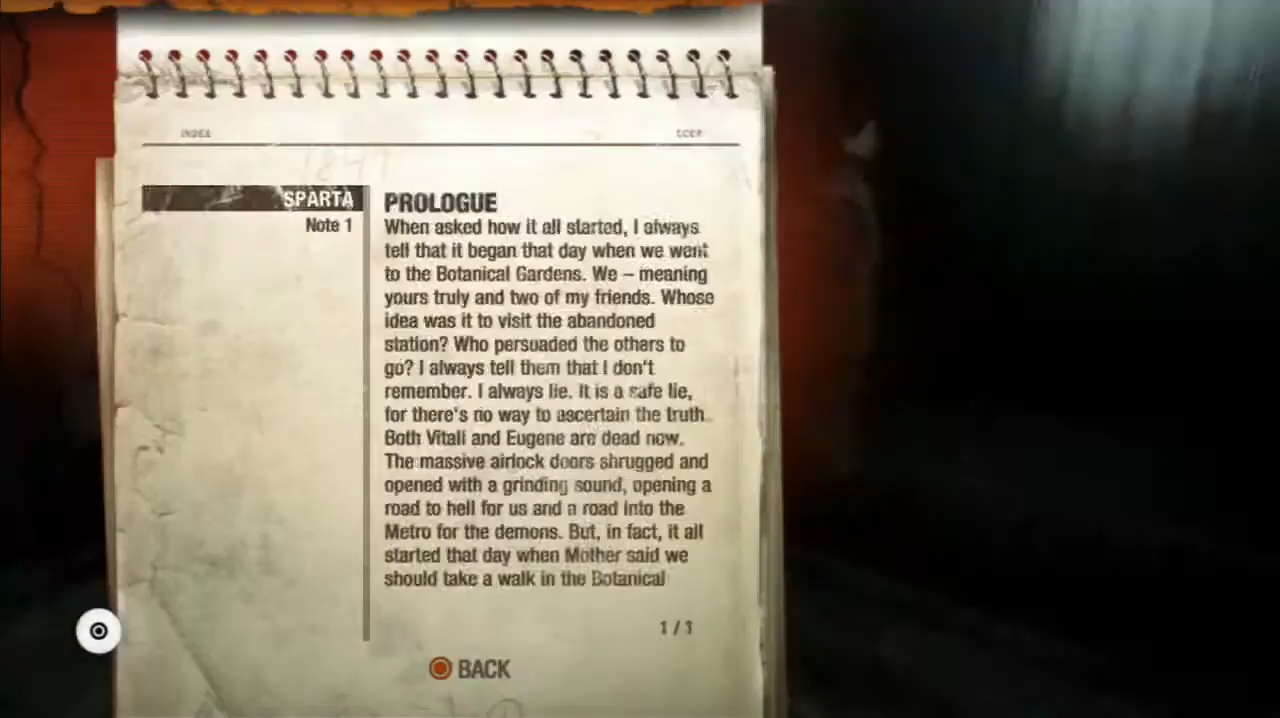 INDEX CCCP
SPARTA
Note 1
PROLOGUE
When asked how it all started, I always
tell that it began that day when we went
to the Botanical Gardens. We – meaning
yours truly and two of my friends. Whose
idea was it to visit the abandoned
station? Who persuaded the others to
go? I always tell them that I don't
remember. I always lie. It is a safe lie,
for there's no way to ascertain the truth.
Both Vitali and Eugene are dead now.
The massive airlock doors shrugged and
opened with a grinding sound, opening a
road to hell for us and a road into the
Metro for the demons. But, in fact, it all
started that day when Mother said we
should take a walk in the Botanical
1 / 3
BACK